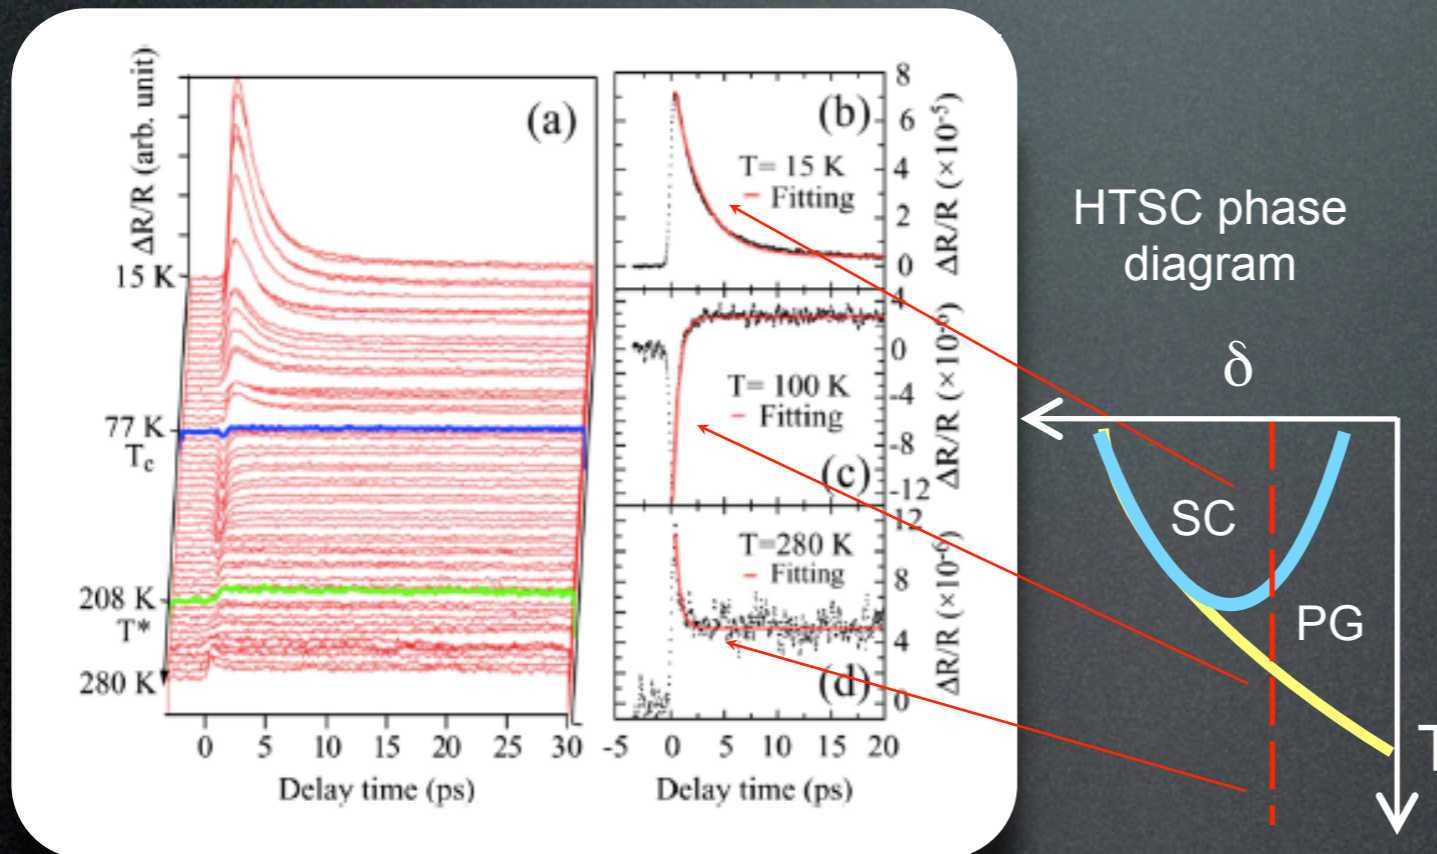 (a)
ΔR/R (arb. unit)
15 K
77 K
Tc
208 K
T*
280 K
0 5 10 15 20 25 30
Delay time (ps)
(b)
T= 15 K
Fitting
8
6
4
2
0
ΔR/R (×10-5)
T= 100 K
Fitting
(c)
4
0
-4
-8
-12
ΔR/R (×10-6)
T=280 K
Fitting
(d)
12
8
4
0
ΔR/R (×10-6)
-5 0 5 10 15 20
Delay time (ps)
HTSC phase
diagram
δ
SC
PG
T